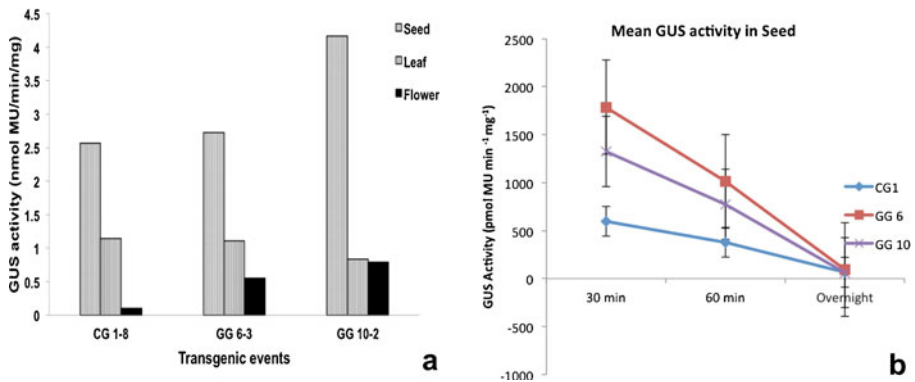 GUS activity (nmol MU/min/mg)
4.5
4
3.5
3
2.5
2
1.5
1
0.5
0
Seed
Leaf
Flower
CG 1-8
GG 6-3
GG 10-2
Transgenic events
a
Mean GUS activity in Seed
GUS Activity (pmol MU min -1 mg-1)
2500
2000
1500
1000
500
0
-500
-1000
30 min
60 min
Overnight
CG1
GG 6
GG 10
b